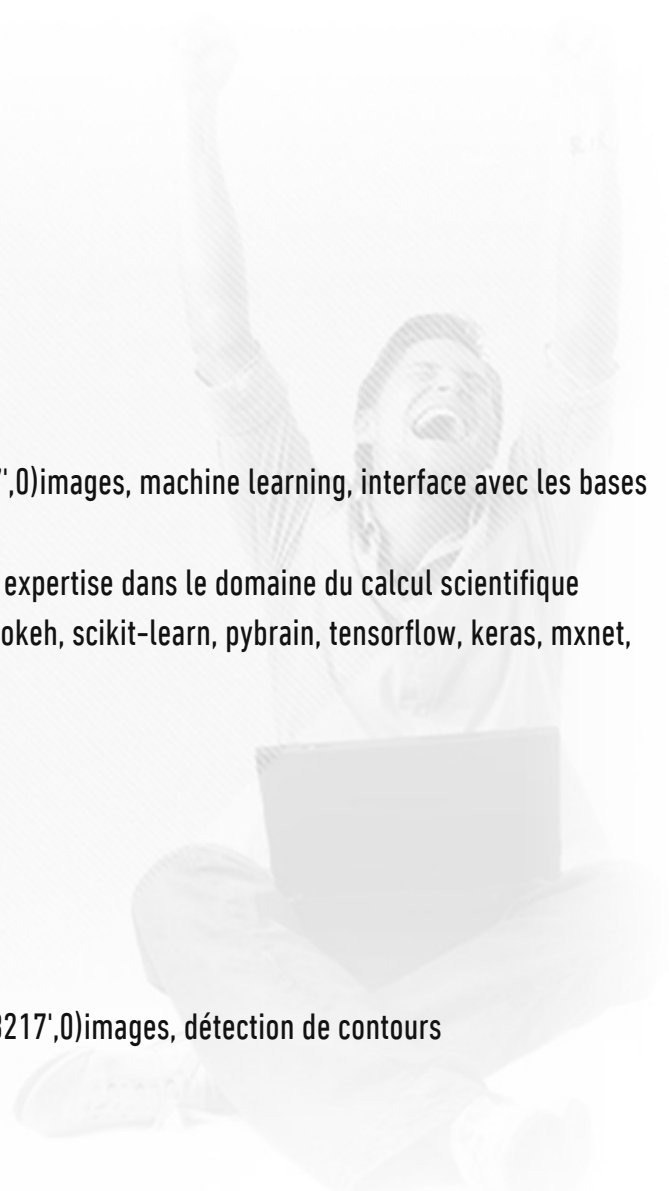 ',0)images, machine learning, interface avec les bases
expertise dans le domaine du calcul scientifique
okeh, scikit-learn, pybrain, tensorflow, keras, mxnet,
3217',0)images, détection de contours